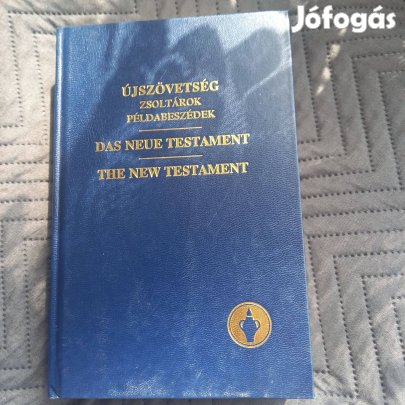 Jófogás
ÚJSZÖVETSÉG
ZSOLTÁROK
PÉLDABESZÉDEK
DAS NEUE TESTAMENT
THE NEW TESTAMENT